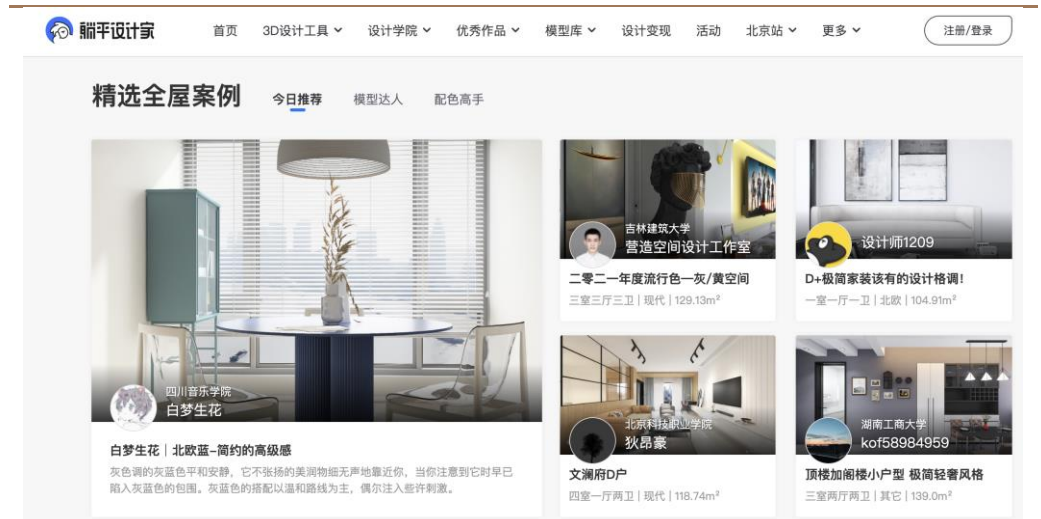 躺平设计家
首页 3D设计工具 设计学院 优秀作品 模型库 设计变现 活动 北京站 更多 注册/登录
精选全屋案例 今日推荐 模型达人 配色高手
四川音乐学院
白梦生花
白梦生花｜北欧蓝-简约的高级感
灰色调的灰蓝色平和安静，它不张扬的美润物细无声地靠近你，当你注意到它时早已
陷入灰蓝色的包围。灰蓝色的搭配以温和路线为主，偶尔注入些许刺激。
吉林建筑大学
营造空间设计工作室
二零二一年度流行色—灰/黄空间
三室三厅三卫 | 现代 | 129.13m²
设计师1209
D+极简家装该有的设计格调!
一室一厅一卫 | 北欧 | 104.91m²
北京科技职业学院
狄昂豪
文澜府D户
四室一厅两卫 | 现代 | 118.74m²
湖南工商大学
kof58984959
顶楼加阁楼小户型 极简轻奢风格
三室两厅两卫 | 其它 | 139.0m²